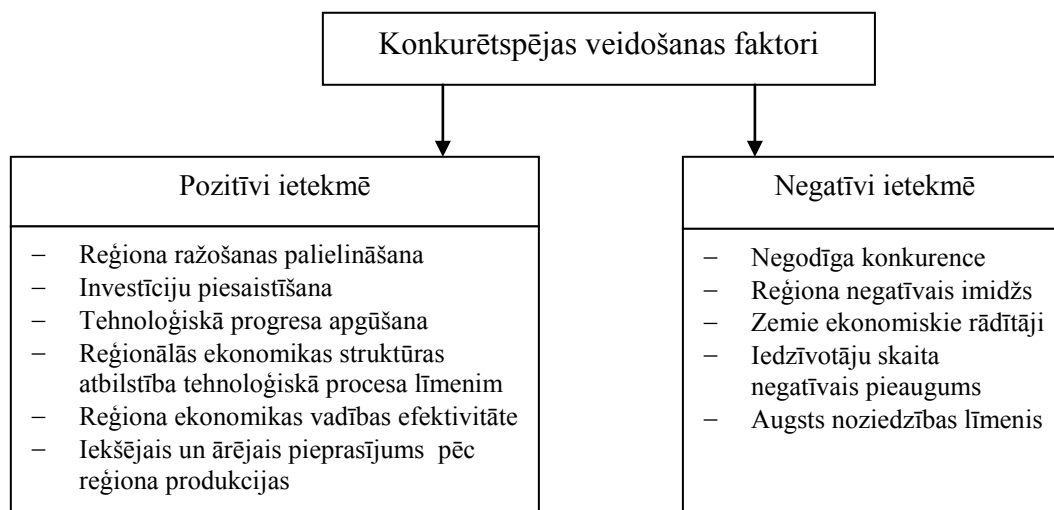 Konkurētspējas veidošanas faktori
Pozitīvi ietekmē
– Reģiona ražošanas palielināšana
– Investīciju piesaistīšana
– Tehnoloģiskā progresa apgūšana
– Reģionālās ekonomikas struktūras
atbilstība tehnoloģiskā procesa līmenim
– Reģiona ekonomikas vadības efektivitāte
– Iekšējais un ārējais pieprasījums pēc
reģiona produkcijas
Negatīvi ietekmē
– Negodīga konkurence
– Reģiona negatīvais imidžs
– Zemie ekonomiskie rādītāji
– Iedzīvotāju skaita
negatīvais pieaugums
– Augsts noziedzības līmenis